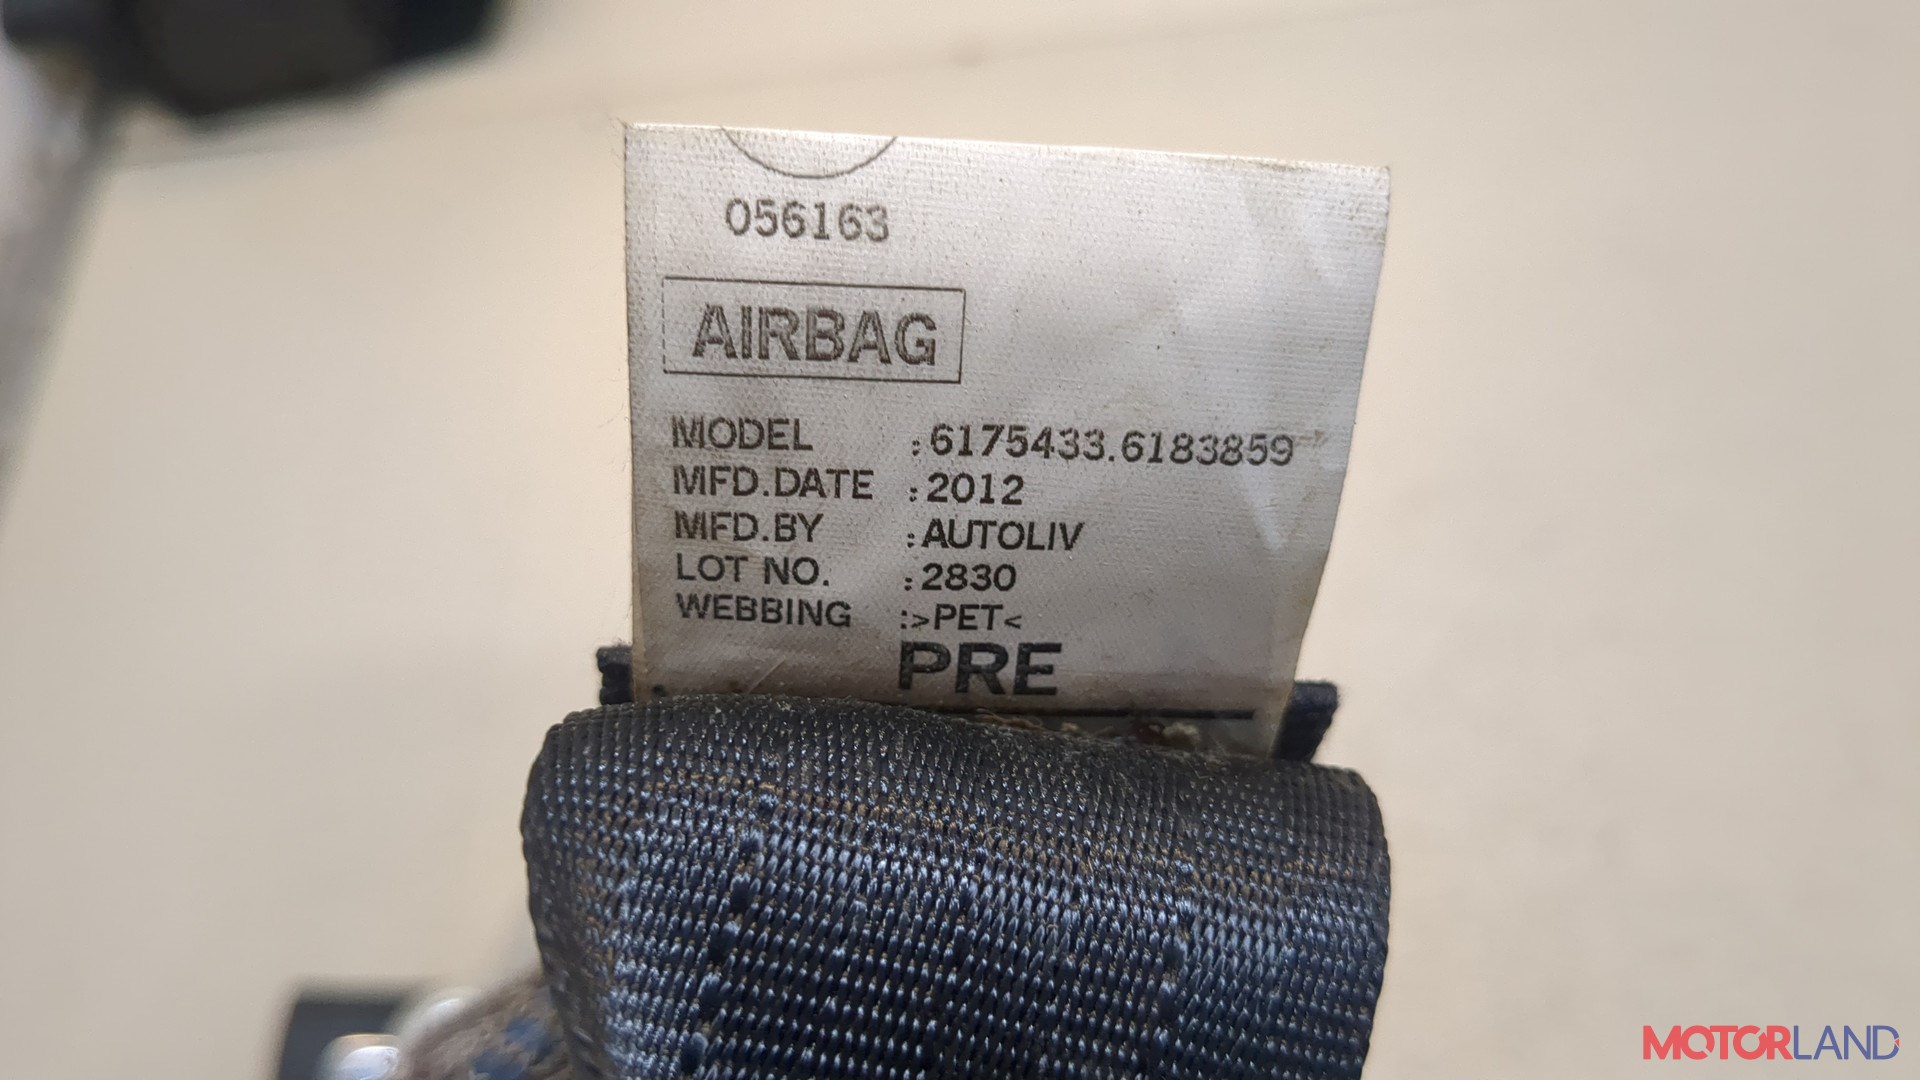 056163
AIRBAG
MODEL :6175433.6183859
MFD.DATE :2012
MFD.BY :AUTOLIV
LOT NO. :2830
WEBBING :>PET<
PRE
MOTORLAND